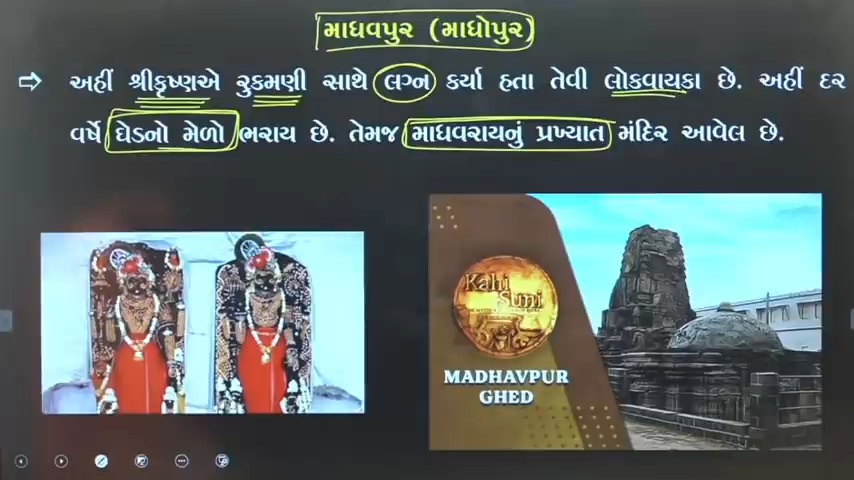 માધવપુર (માધોપુર)
અહીં શ્રીકૃષ્ણએ રુકમણી સાથે લગ્ન કર્યા હતા તેવી લોકવાયકા છે. અહીં દર
વર્ષે ઘેડનો મેળો ભરાય છે. તેમજ માધવરાયનું પ્રખ્યાત મંદિર આવેલ છે.
Kahi
Suni
MADHAVPUR
GHED